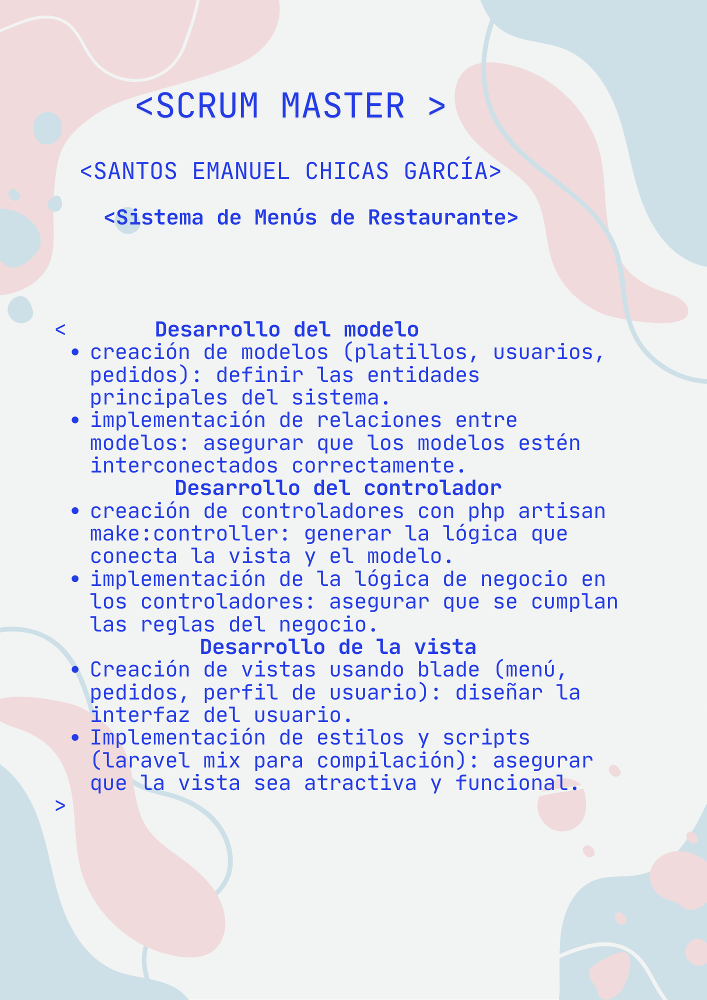 <SCRUM MASTER >
<SANTOS EMANUEL CHICAS GARCÍA>
<Sistema de Menús de Restaurante>
< Desarrollo del modelo
• creación de modelos (platillos, usuarios,
pedidos): definir las entidades
principales del sistema.
• implementación de relaciones entre
modelos: asegurar que los modelos estén
interconectados correctamente.
Desarrollo del controlador
• creación de controladores con php artisan
make:controller: generar la lógica que
conecta la vista y el modelo.
• implementación de la lógica de negocio en
los controladores: asegurar que se cumplan
las reglas del negocio.
Desarrollo de la vista
• Creación de vistas usando blade (menú,
pedidos, perfil de usuario): diseñar la
interfaz del usuario.
• Implementación de estilos y scripts
(laravel mix para compilación): asegurar
que la vista sea atractiva y funcional.
>